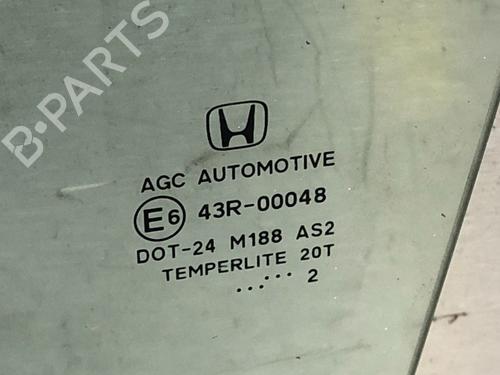 B-PARTS
AGC AUTOMOTIVE
E6 43R-00048
DOT-24 M188 AS2
TEMPERLITE 20T
..... ..... 2